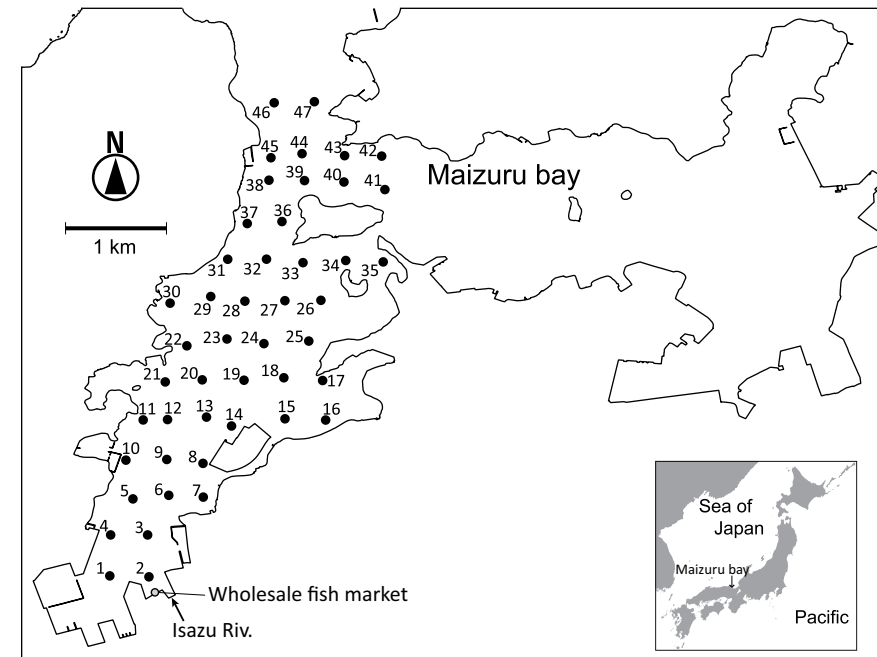 46 47
45 44 43 42
N
38 39 40 41
Maizuru bay
37 36
1 km
31 32 33 34 35
30 29 28 27 26
22 23 24 25
21 20 19 18 17
11 12 13 14 15 16
10 9 8
5 6 7
4 3
1 2
Wholesale fish market
Isazu Riv.
Sea of
Japan
Maizuru bay
Pacific